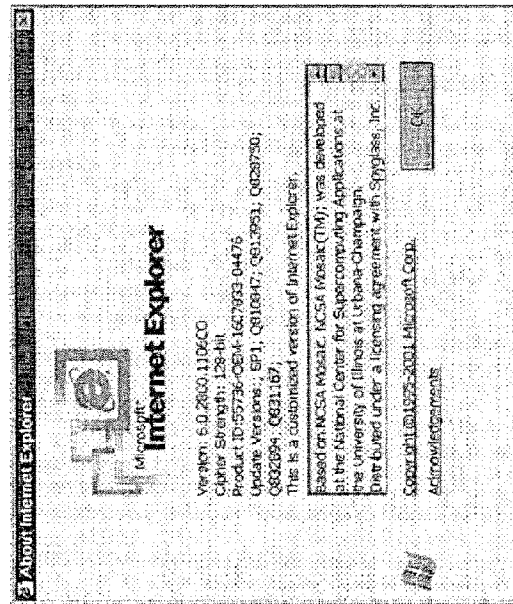 About Internet Explorer
Microsoft
Internet Explorer
Version: 6.0.2800.1106CO
Cipher Strength: 128-bit
Product ID:55736-OEM-
Update Versions:; SP1; Q810847; Q813951; Q828750;
Q832894; Q831167;
This is a customized version of Internet Explorer.
Based on NCSA Mosaic. NCSA Mosaic(TM); was developed
at the National Center for Supercomputing Applications at
the University of Illinois at Urbana-Champaign.
Distributed under a licensing agreement with Spyglass, Inc.
Copyright ©1995-2001 Microsoft Corp.
Acknowledgements
OK